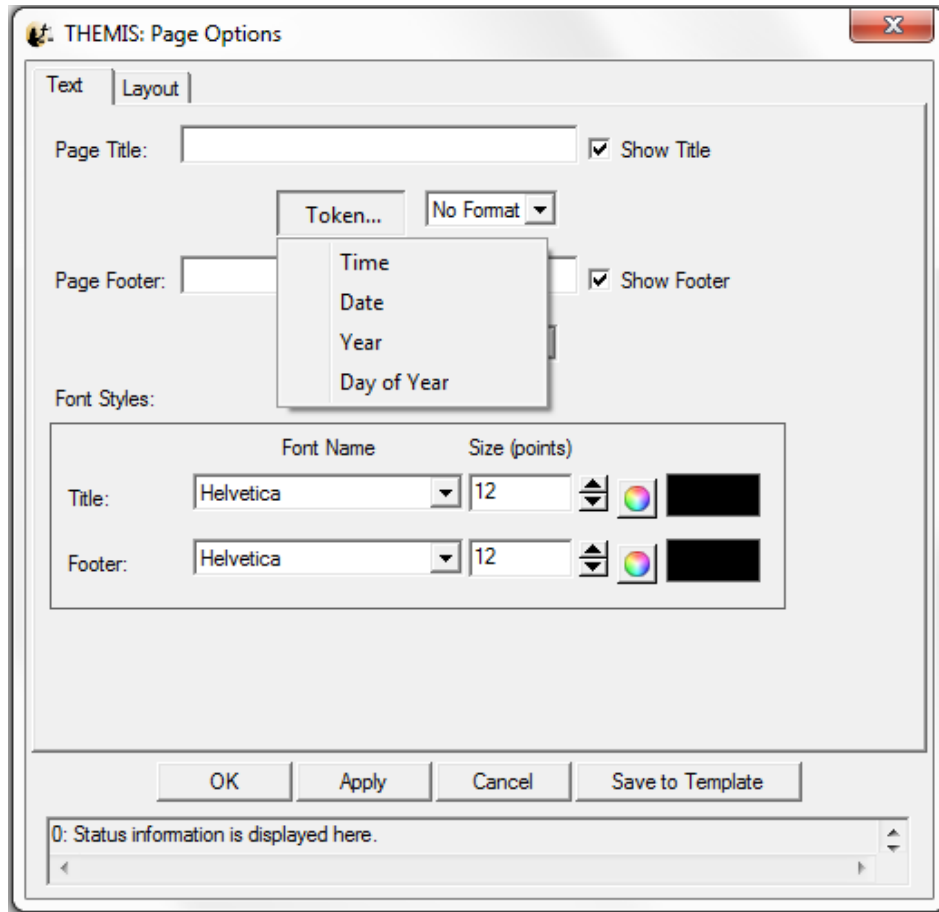 THEMIS: Page Options
Text Layout
Page Title: Show Title
Token... No Format
Time
Page Footer: Show Footer
Date
Year
Day of Year
Font Styles:
Font Name Size (points)
Title: Helvetica 12
Footer: Helvetica 12
OK Apply Cancel Save to Template
0: Status information is displayed here.